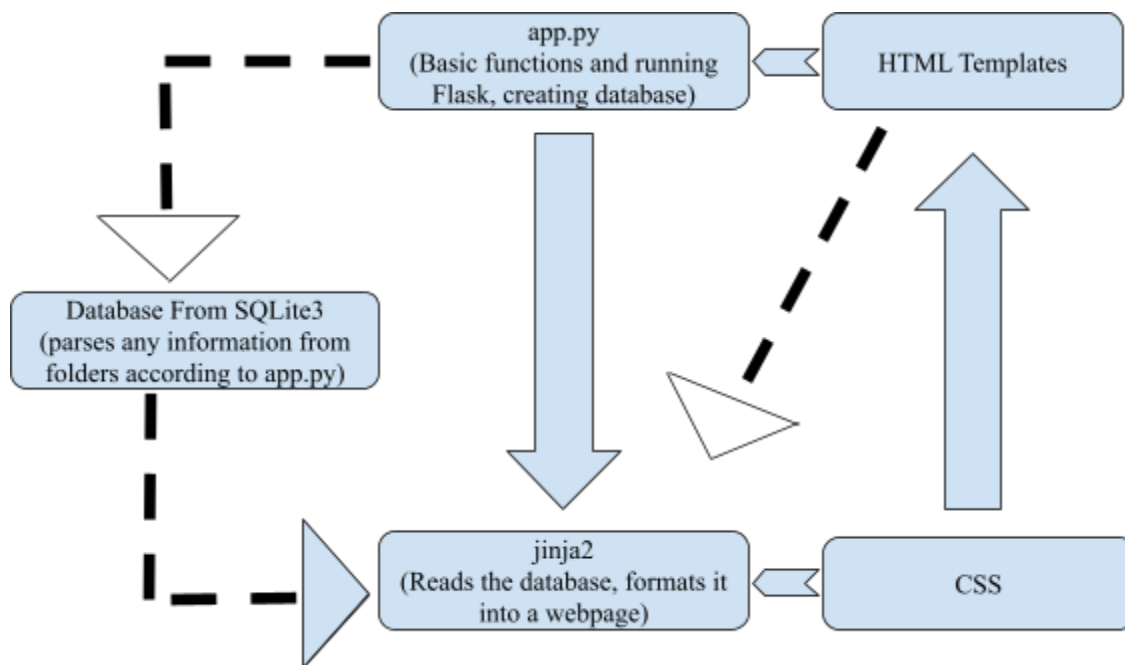 app.py
(Basic functions and running
Flask, creating database)
HTML Templates
Database From SQLite3
(parses any information from
folders according to app.py)
jinja2
(Reads the database, formats it
into a webpage)
CSS